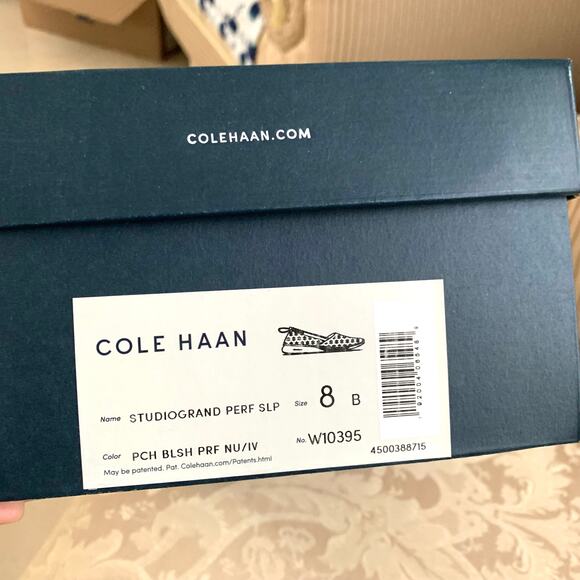 COLEHAAN.COM
COLE HAAN
Name STUDIOGRAND PERF SLP Size 8 B
Color PCH BLSH PRF NU/IV No. W10395
May be patented. Pat. Colehaan.com/Patents.html
4500388715